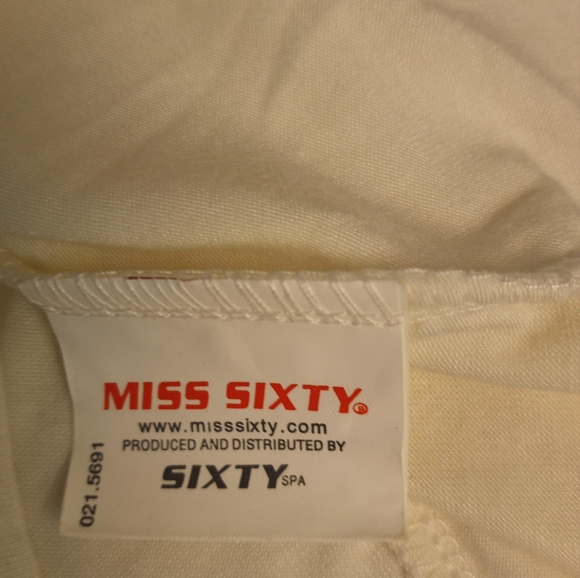 MISS SIXTY®
www.misssixty.com
PRODUCED AND DISTRIBUTED BY
SIXTY SPA
021.5691